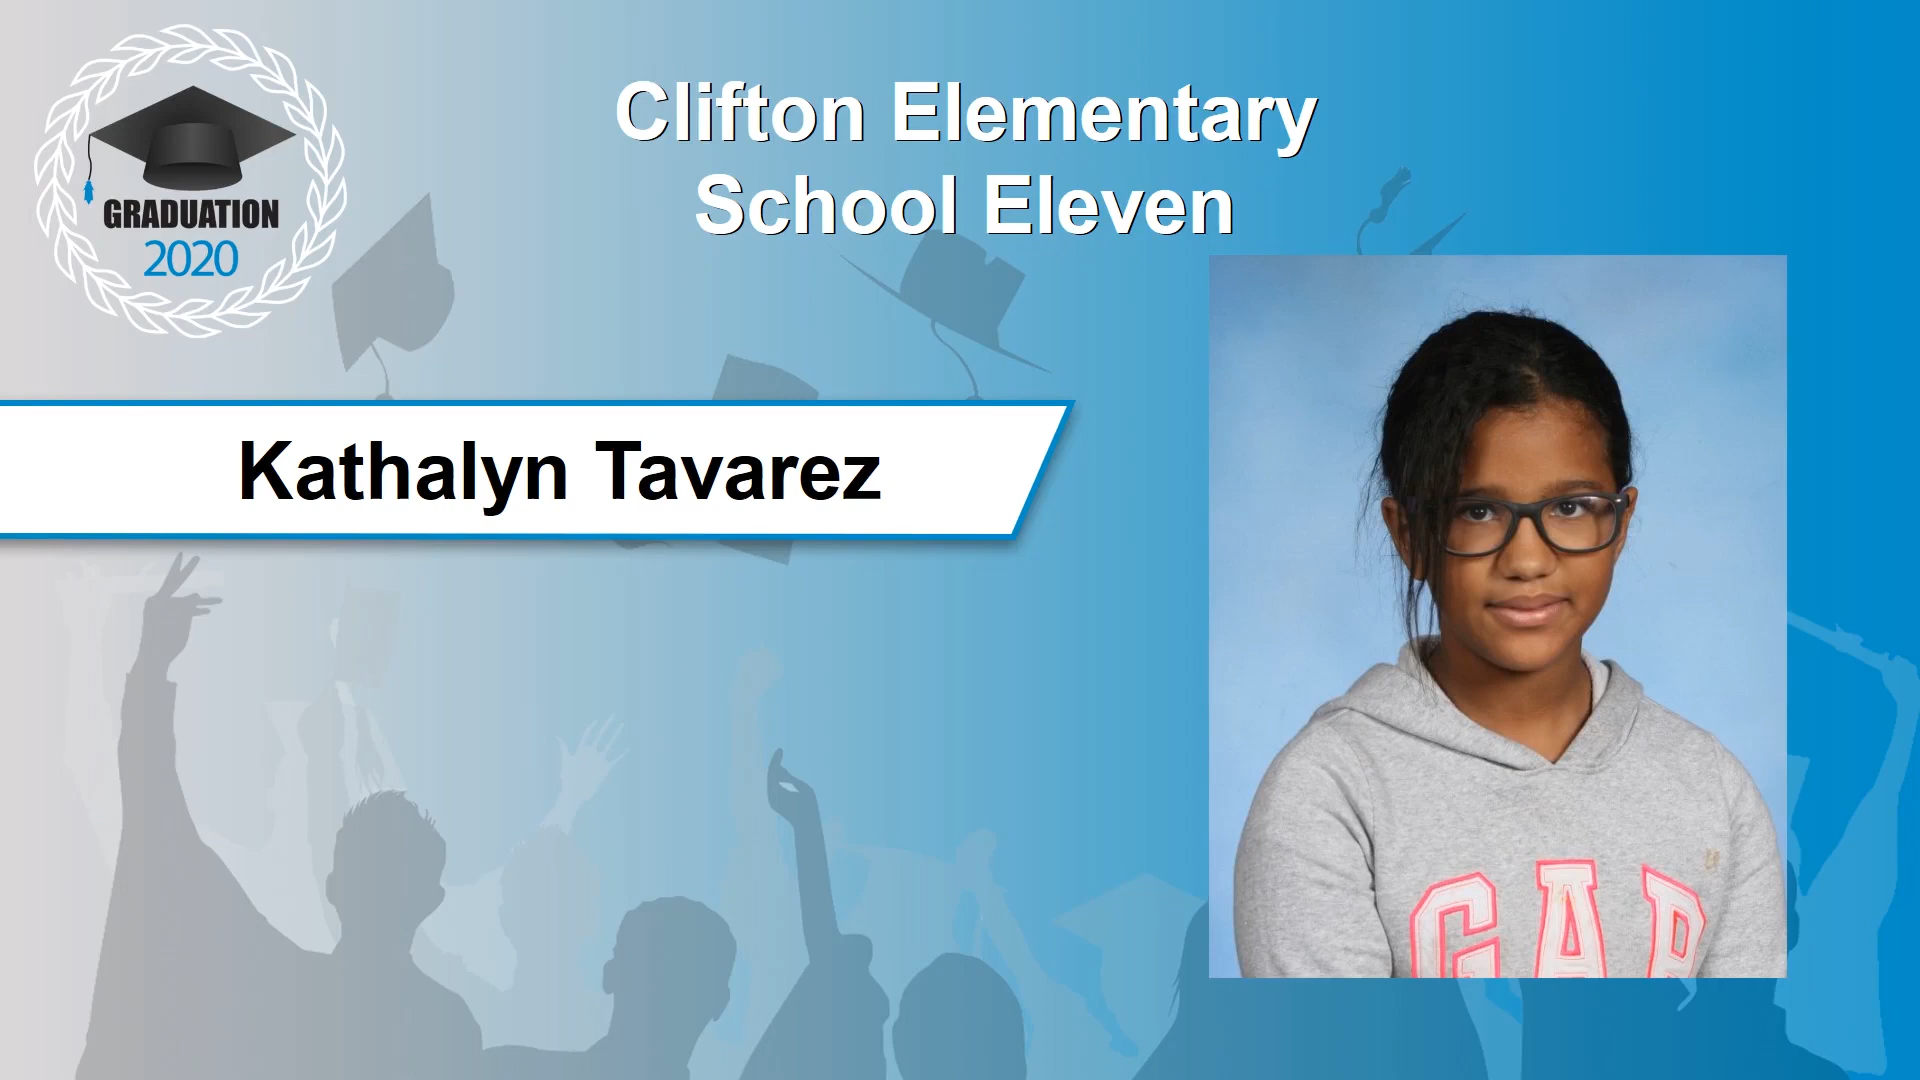 GRADUATION
2020
Clifton Elementary
School Eleven
Kathalyn Tavarez
GAP